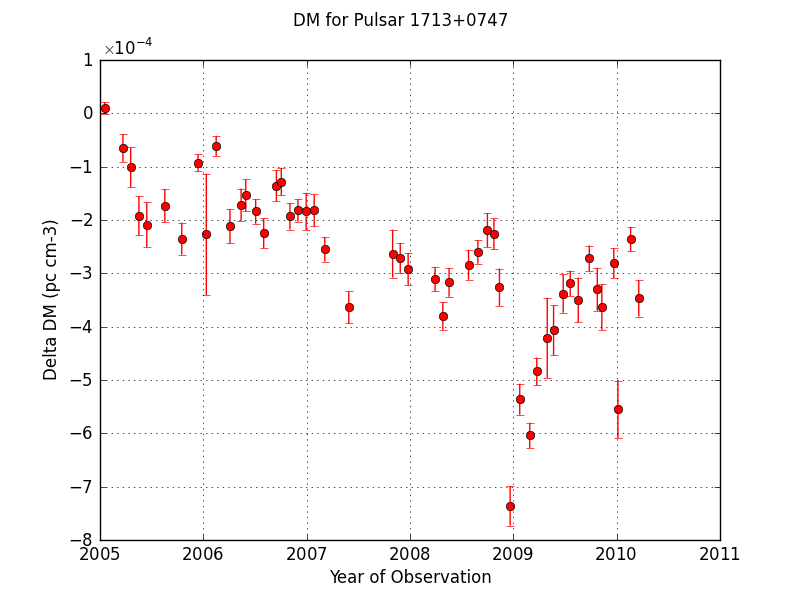 DM for Pulsar 1713+0747
×10⁻⁴
1
0
−1
−2
−3
−4
−5
−6
−7
−8
Delta DM (pc cm-3)
2005 2006 2007 2008 2009 2010 2011
Year of Observation